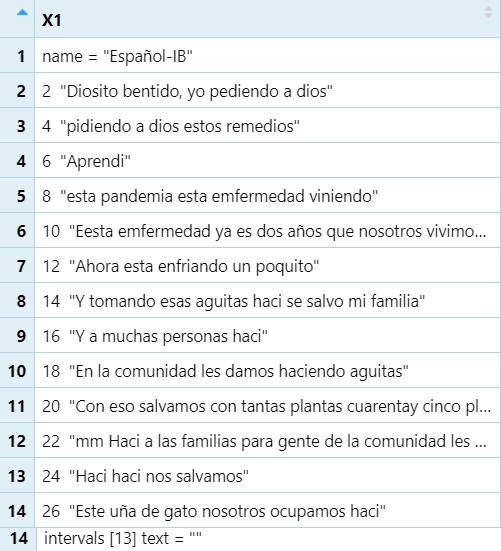 X1
1 name = "Español-IB"
2 2 "Diosito bentido, yo pediendo a dios"
3 4 "pidiendo a dios estos remedios"
4 6 "Aprendi"
5 8 "esta pandemia esta emfermedad viniendo"
6 10 "Eesta emfermedad ya es dos años que nosotros vivimo...
7 12 "Ahora esta enfriando un poquito"
8 14 "Y tomando esas aguitas haci se salvo mi familia"
9 16 "Y a muchas personas haci"
10 18 "En la comunidad les damos haciendo aguitas"
11 20 "Con eso salvamos con tantas plantas cuarentay cinco pl...
12 22 "mm Haci a las familias para gente de la comunidad les ...
13 24 "Haci haci nos salvamos"
14 26 "Este uña de gato nosotros ocupamos haci"
14 intervals [13] text = ""